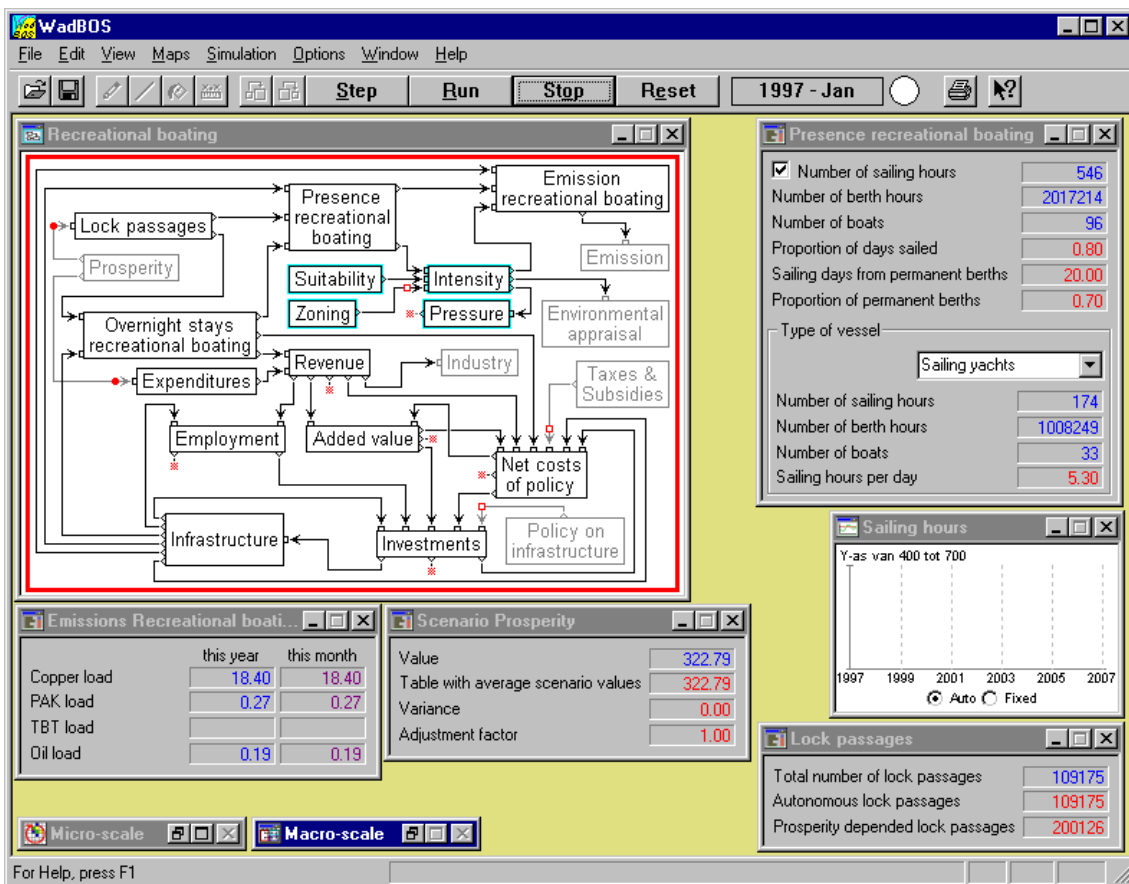 WadBOS
File Edit View Maps Simulation Options Window Help
Step Run Stop Reset 1997 - Jan
Recreational boating
Lock passages
Prosperity
Presence
recreational
boating
Emission
recreational boating
Emission
Suitability
Intensity
Zoning
Pressure
Environmental
appraisal
Overnight stays
recreational boating
Expenditures
Revenue
Industry
Taxes &
Subsidies
Employment
Added value
Net costs
of policy
Infrastructure
Investments
Policy on
infrastructure
Presence recreational boating
Number of sailing hours 546
Number of berth hours 2017214
Number of boats 96
Proportion of days sailed 0.80
Sailing days from permanent berths 20.00
Proportion of permanent berths 0.70
Type of vessel
Sailing yachts
Number of sailing hours 174
Number of berth hours 1008249
Number of boats 33
Sailing hours per day 5.30
Sailing hours
Y-as van 400 tot 700
1997 1999 2001 2003 2005 2007
Auto Fixed
Emissions Recreational boati...
this year this month
Copper load 18.40 18.40
PAK load 0.27 0.27
TBT load
Oil load 0.19 0.19
Scenario Prosperity
Value 322.79
Table with average scenario values 322.79
Variance 0.00
Adjustment factor 1.00
Lock passages
Total number of lock passages 109175
Autonomous lock passages 109175
Prosperity depended lock passages 200126
Micro-scale
Macro-scale
For Help, press F1